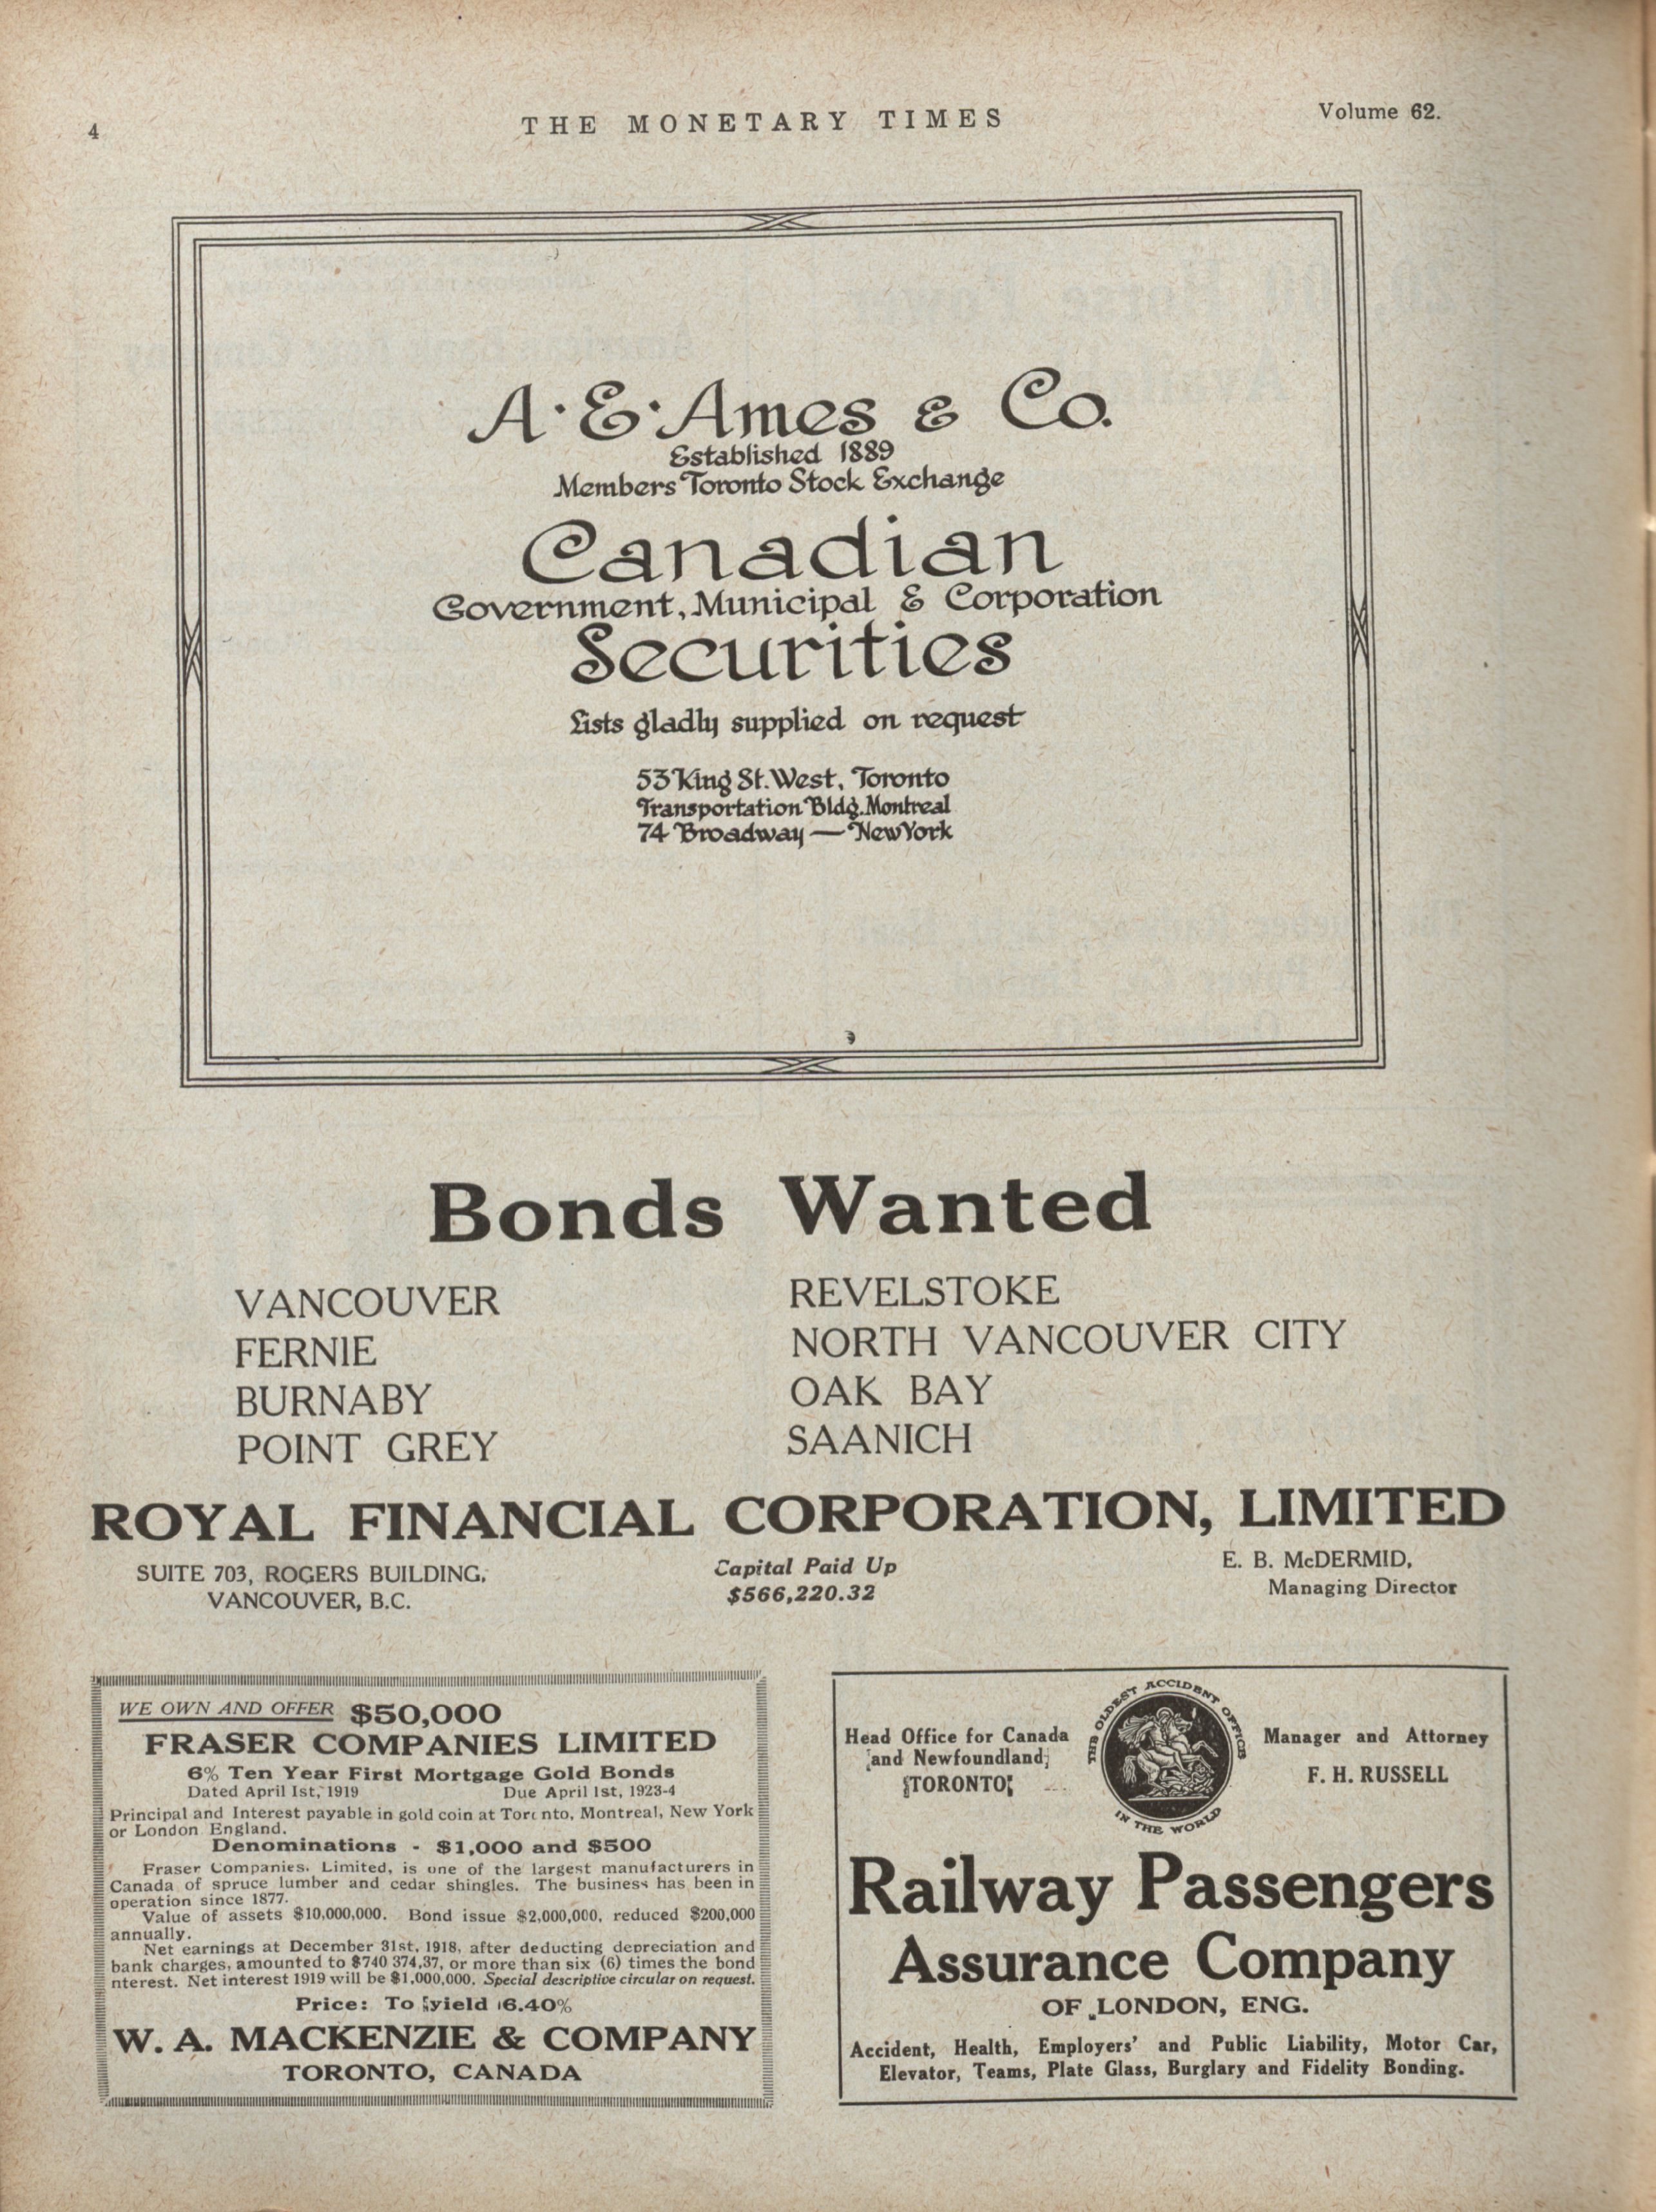 4
THE MONETARY TIMES
Volume 62.
A·E·Ames & Co.
Established 1889
Members Toronto Stock Exchange
Canadian
Government, Municipal & Corporation
Securities
Lists gladly supplied on request
53 King St. West, Toronto
Transportation Bldg. Montreal
74 Broadway — New York
Bonds Wanted
VANCOUVER
FERNIE
BURNABY
POINT GREY
REVELSTOKE
NORTH VANCOUVER CITY
OAK BAY
SAANICH
ROYAL FINANCIAL CORPORATION, LIMITED
SUITE 703, ROGERS BUILDING,
VANCOUVER, B.C.
Capital Paid Up
$566,220.32
E. B. McDERMID,
Managing Director
WE OWN AND OFFER $50,000
FRASER COMPANIES LIMITED
6% Ten Year First Mortgage Gold Bonds
Dated April 1st, 1919 Due April 1st, 1923-4
Principal and Interest payable in gold coin at Toronto, Montreal, New York
or London England.
Denominations - $1,000 and $500
Fraser Companies, Limited, is one of the largest manufacturers in
Canada of spruce lumber and cedar shingles. The business has been in
operation since 1877.
Value of assets $10,000,000. Bond issue $2,000,000, reduced $200,000
annually.
Net earnings at December 31st, 1918, after deducting depreciation and
bank charges, amounted to $740 374,37, or more than six (6) times the bond
nterest. Net interest 1919 will be $1,000,000. Special descriptive circular on request.
Price: To yield 6.40%
W. A. MACKENZIE & COMPANY
TORONTO, CANADA
Head Office for Canada
and Newfoundland,
TORONTO
THE OLDEST ACCIDENT OFFICE
IN THE WORLD
Manager and Attorney
F. H. RUSSELL
Railway Passengers
Assurance Company
OF LONDON, ENG.
Accident, Health, Employers' and Public Liability, Motor Car,
Elevator, Teams, Plate Glass, Burglary and Fidelity Bonding.